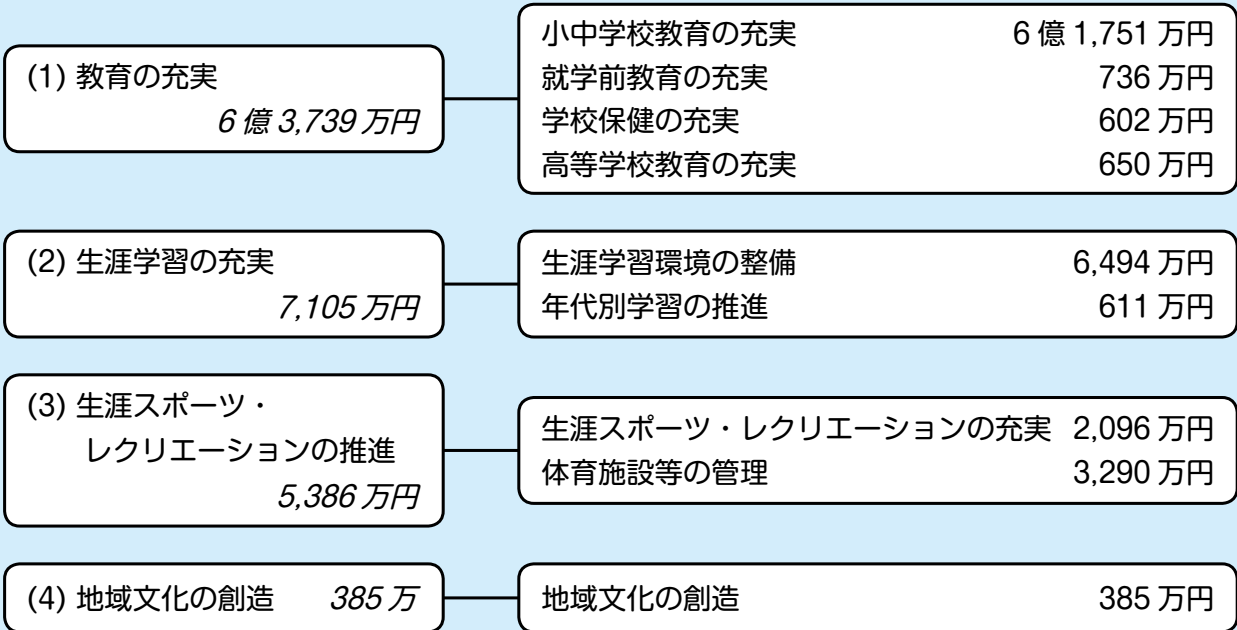 (1) 教育の充実
6 億 3,739 万円
小中学校教育の充実 6 億 1,751 万円
就学前教育の充実 736 万円
学校保健の充実 602 万円
高等学校教育の充実 650 万円
(2) 生涯学習の充実
7,105 万円
生涯学習環境の整備 6,494 万円
年代別学習の推進 611 万円
(3) 生涯スポーツ・
レクリエーションの推進
5,386 万円
生涯スポーツ・レクリエーションの充実 2,096 万円
体育施設等の管理 3,290 万円
(4) 地域文化の創造 385 万
地域文化の創造 385 万円